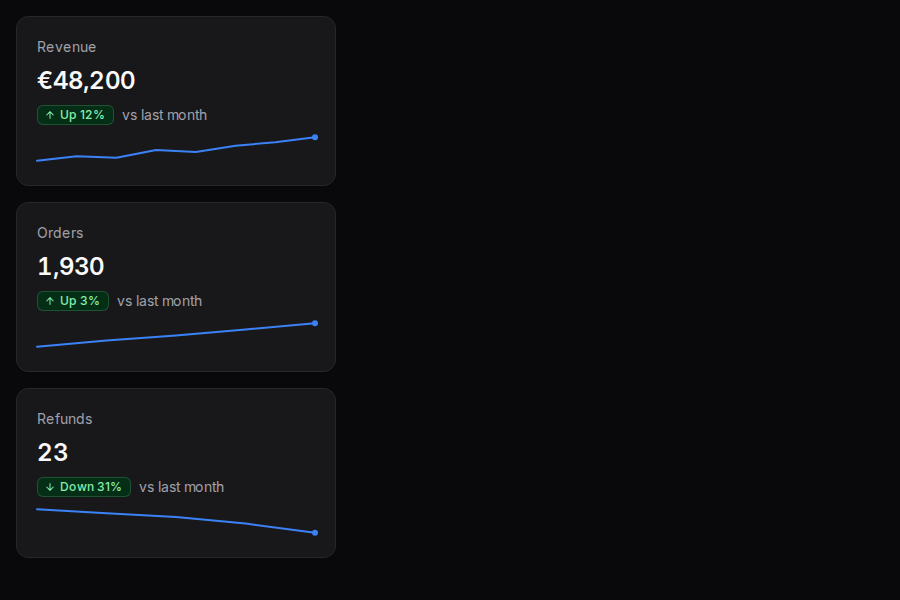 Revenue
€48,200
↑ Up 12% vs last month
Orders
1,930
↑ Up 3% vs last month
Refunds
23
↓ Down 31% vs last month